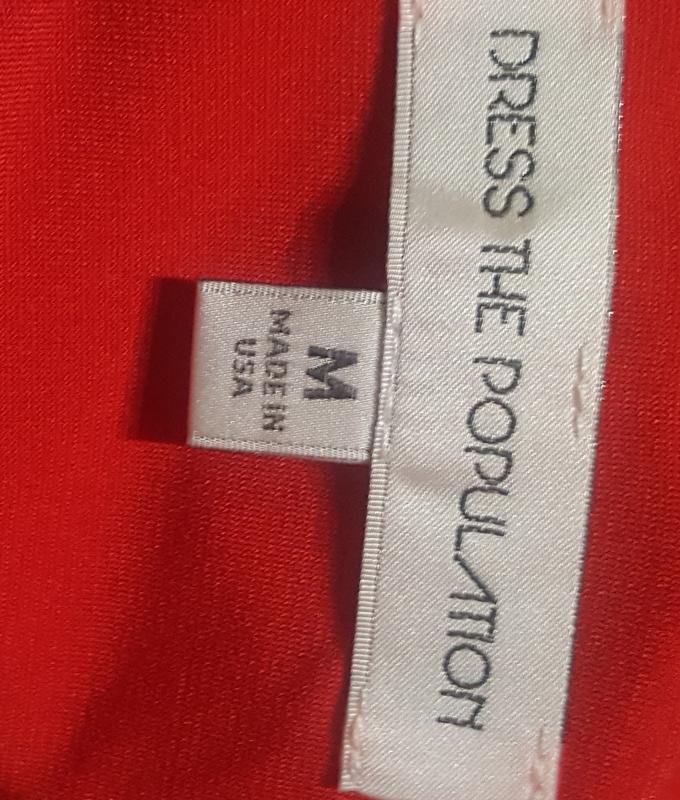 DRESS THE POPULATION
M
MADE IN
USA